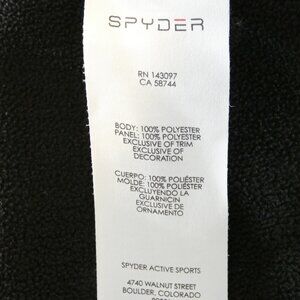 SPYDER
RN 143097
CA 58744
BODY: 100% POLYESTER
PANEL: 100% POLYESTER
EXCLUSIVE OF TRIM
EXCLUSIVE OF
DECORATION
CUERPO: 100% POLIÉSTER
MOLDE: 100% POLIÉSTER
EXCLUYENDO LA
GUARNICIN
EXCLUSIVE DE
ORNAMENTO
SPYDER ACTIVE SPORTS
4740 WALNUT STREET
BOULDER, COLORADO